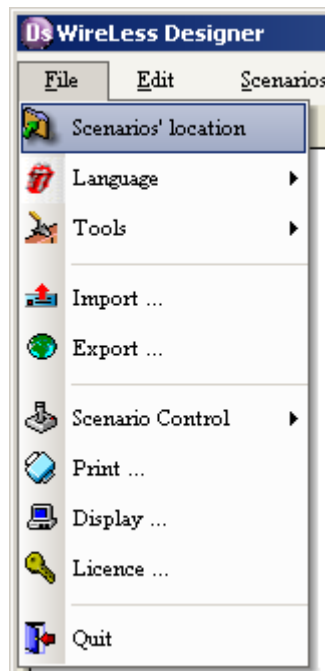 Ds WireLess Designer
File Edit Scenarios
Scenarios' location
Language
Tools
Import ...
Export ...
Scenario Control
Print ...
Display ...
Licence ...
Quit